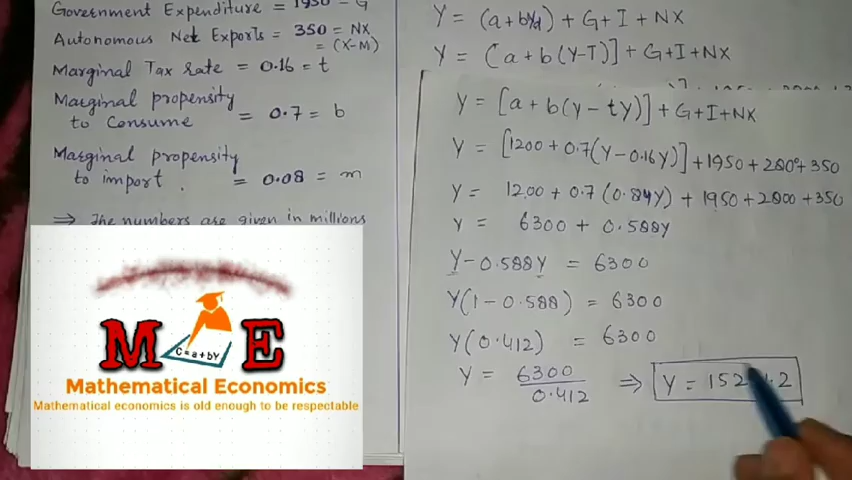 Government Expenditure = 1950 - G
Autonomous Net Exports = 350 = NX
= (X-M)
Marginal Tax rate = 0.16 = t
Marginal propensity
to Consume = 0.7 = b
Marginal propensity
to import . = 0.08 = m
⇒ The numbers are given in millions
M E
C=a+bY
Mathematical Economics
Mathematical economics is old enough to be respectable
Y = (a+bYd) + G+I+NX
Y = [a+b(Y-T)] + G+I+NX
Y = [a+b(Y-tY)] + G+I+NX
Y = [1200 + 0.7(Y-0.16Y)] + 1950 + 2800 + 350
Y = 1200 + 0.7(0.84Y) + 1950 + 2800 + 350
Y = 6300 + 0.588Y
Y-0.588Y = 6300
Y(1-0.588) = 6300
Y(0.412) = 6300
Y = 6300
0.412 ⇒ Y =